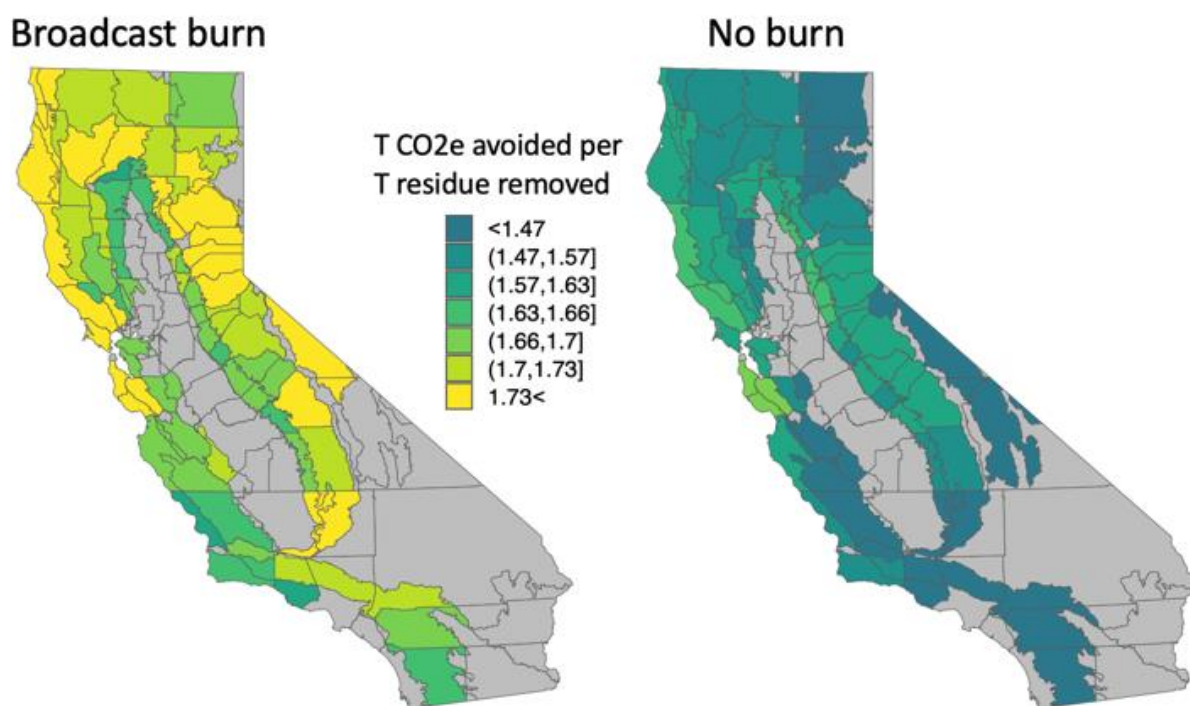 Broadcast burn
No burn
T CO2e avoided per
T residue removed
<1.47
(1.47,1.57]
(1.57,1.63]
(1.63,1.66]
(1.66,1.7]
(1.7,1.73]
1.73<